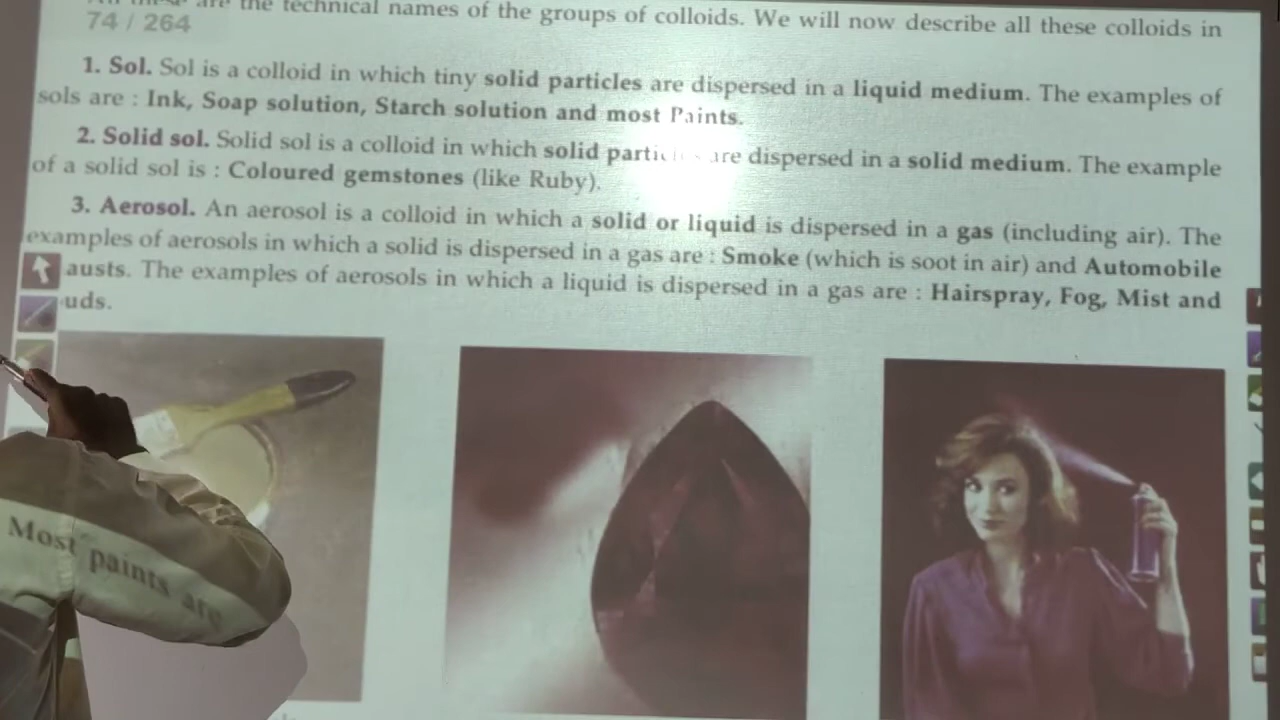 are the technical names of the groups of colloids. We will now describe all these colloids in
74 / 264
1. Sol. Sol is a colloid in which tiny solid particles are dispersed in a liquid medium. The examples of
sols are : Ink, Soap solution, Starch solution and most Paints.
2. Solid sol. Solid sol is a colloid in which solid particles are dispersed in a solid medium. The example
of a solid sol is : Coloured gemstones (like Ruby).
3. Aerosol. An aerosol is a colloid in which a solid or liquid is dispersed in a gas (including air). The
examples of aerosols in which a solid is dispersed in a gas are : Smoke (which is soot in air) and Automobile
austs. The examples of aerosols in which a liquid is dispersed in a gas are : Hairspray, Fog, Mist and
uds.
Most paints are